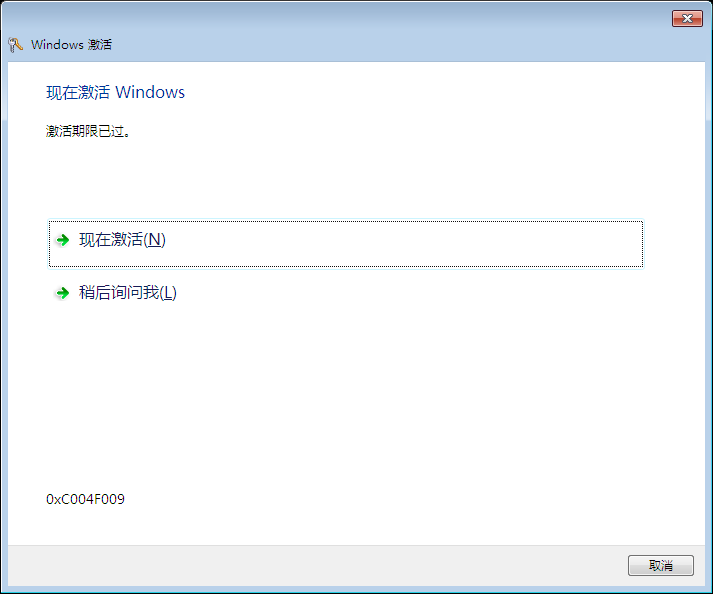 Windows 激活
现在激活 Windows
激活期限已过。
现在激活(N)
稍后询问我(L)
0xC004F009
取消